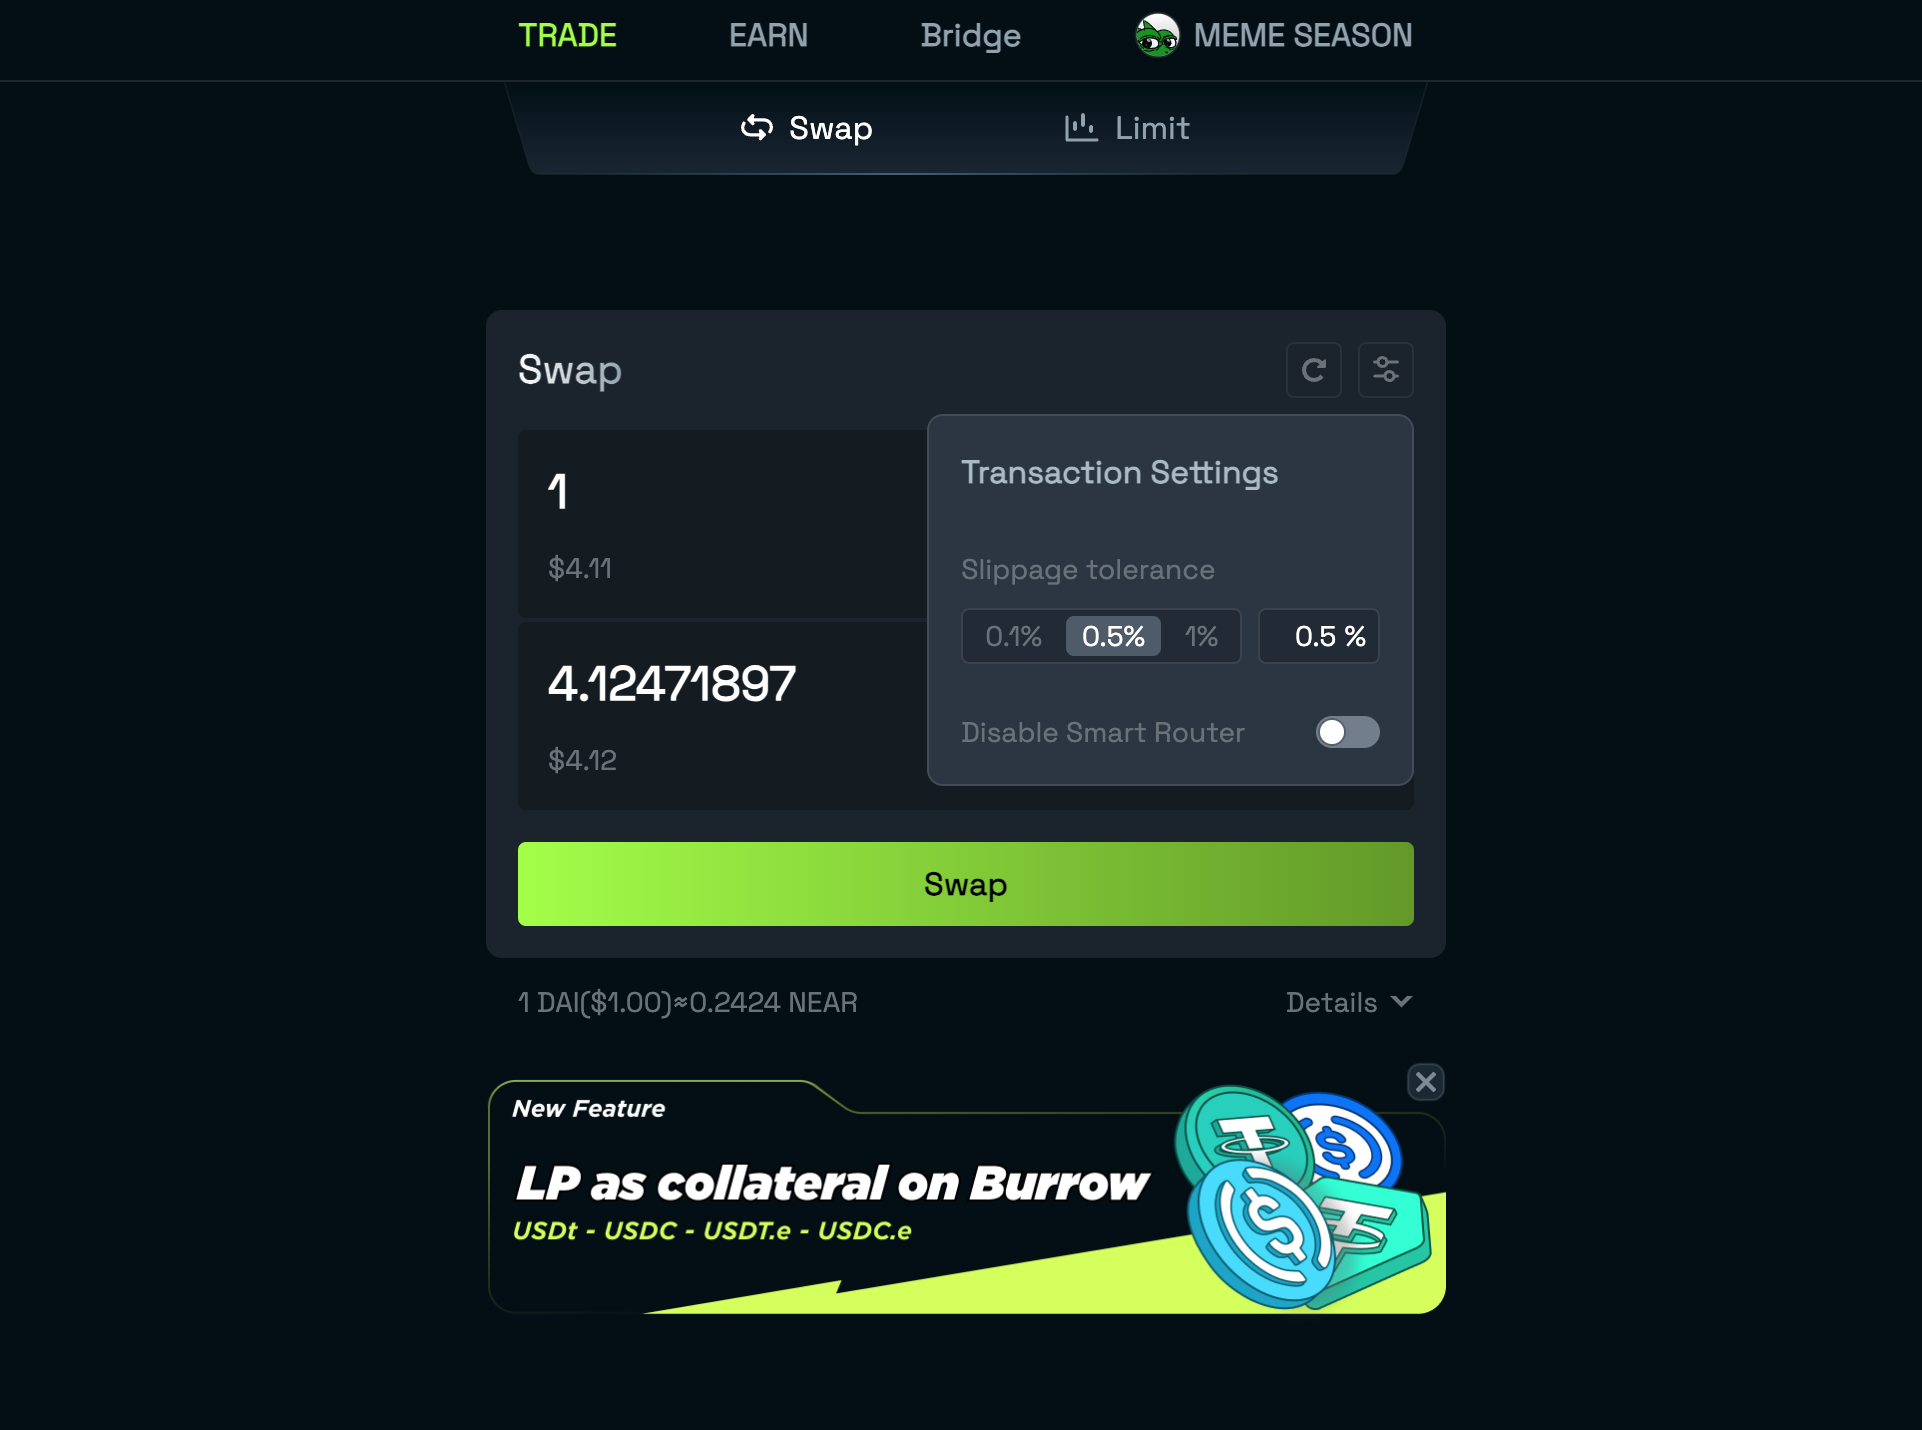 TRADE EARN Bridge MEME SEASON
Swap Limit
Swap
1
$4.11
4.12471897
$4.12
Transaction Settings
Slippage tolerance
0.1% 0.5% 1% 0.5 %
Disable Smart Router
Swap
1 DAI($1.00)≈0.2424 NEAR Details
New Feature
LP as collateral on Burrow
USDt - USDC - USDT.e - USDC.e